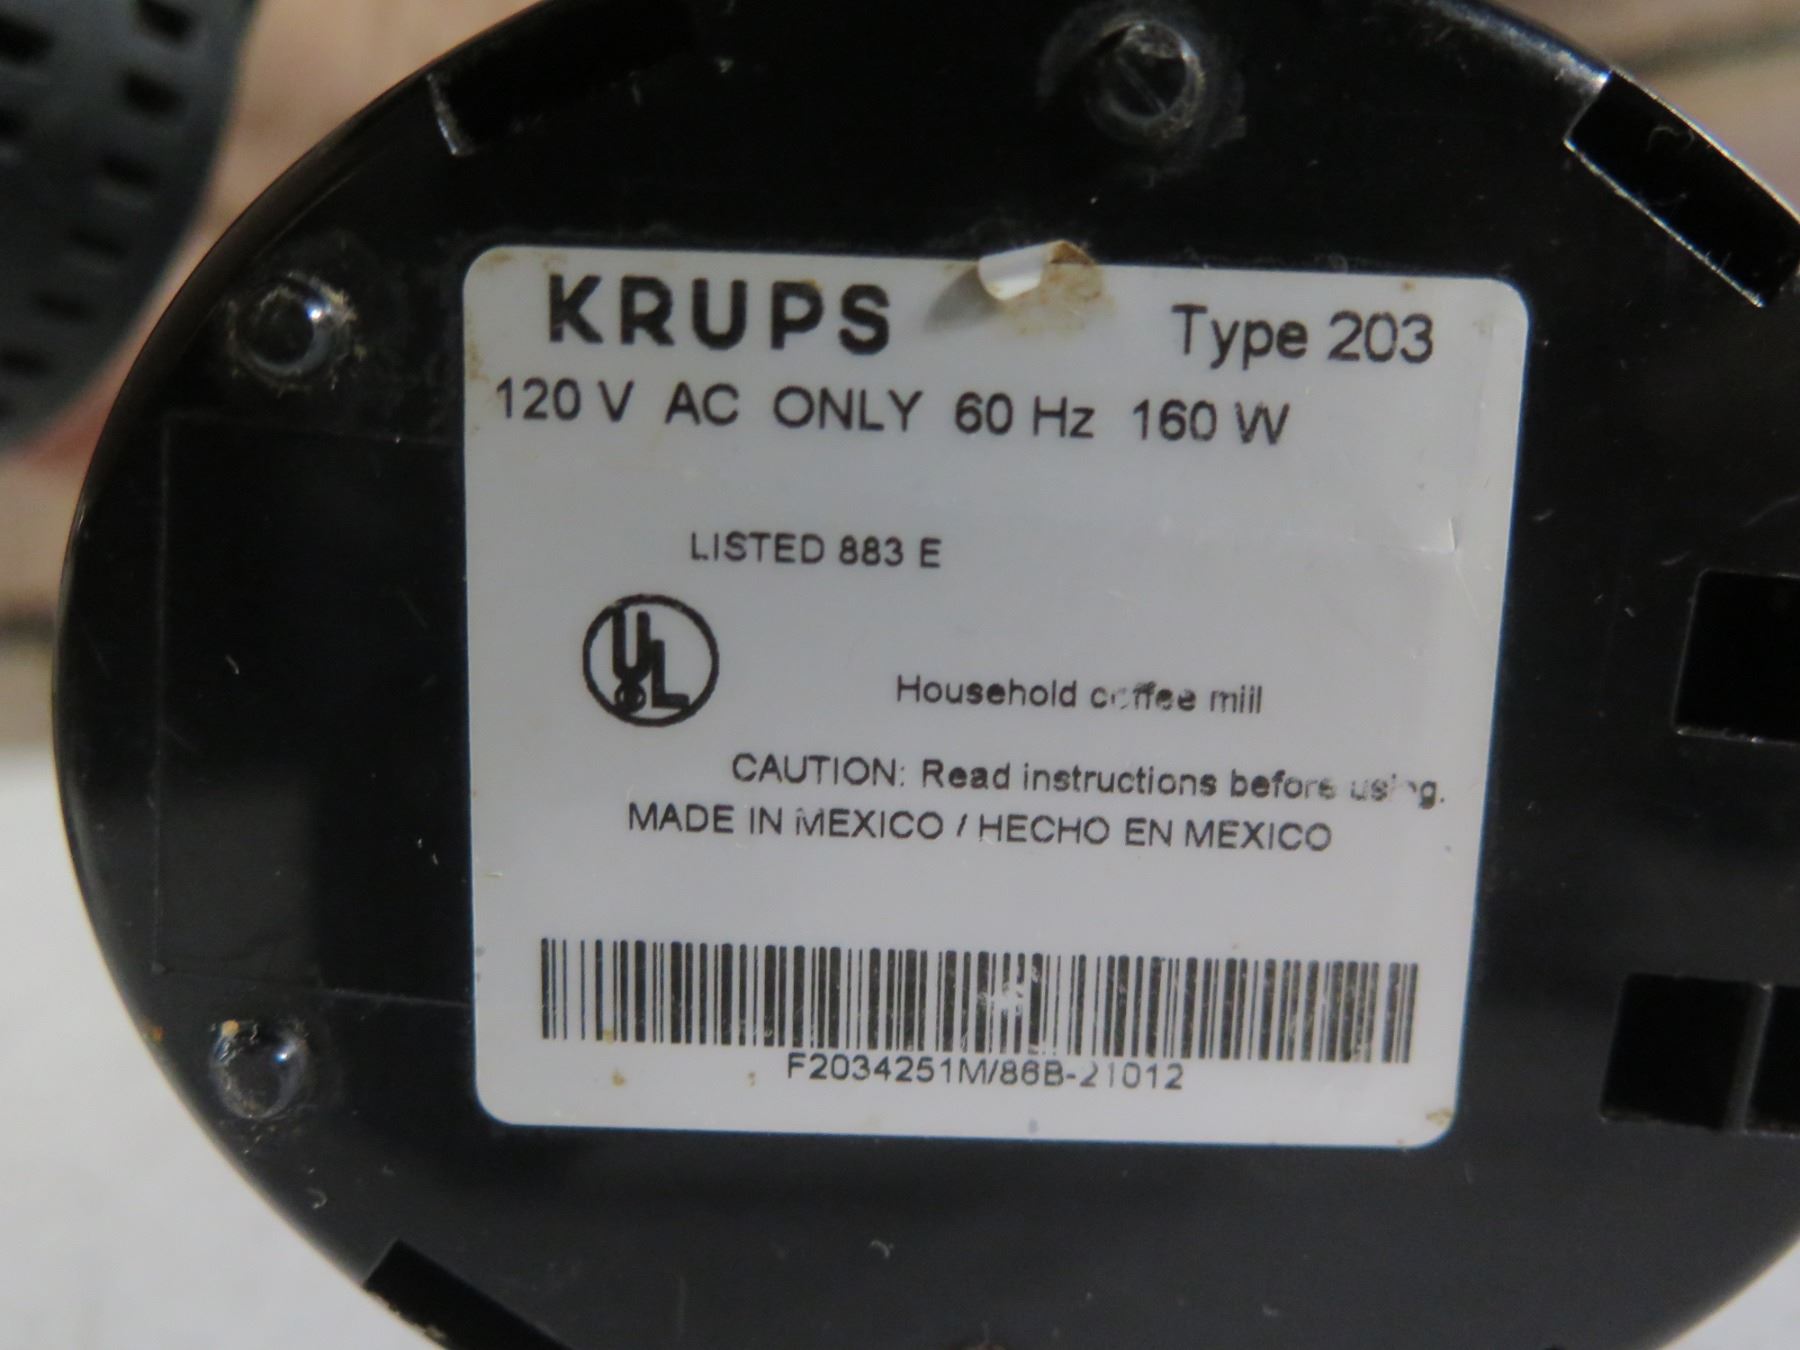 KRUPS Type 203
120 V AC ONLY 60 Hz 160 W
LISTED 883 E
UL
Household coffee mill
CAUTION: Read instructions before using.
MADE IN MEXICO / HECHO EN MEXICO
F2034251M/86B-21012